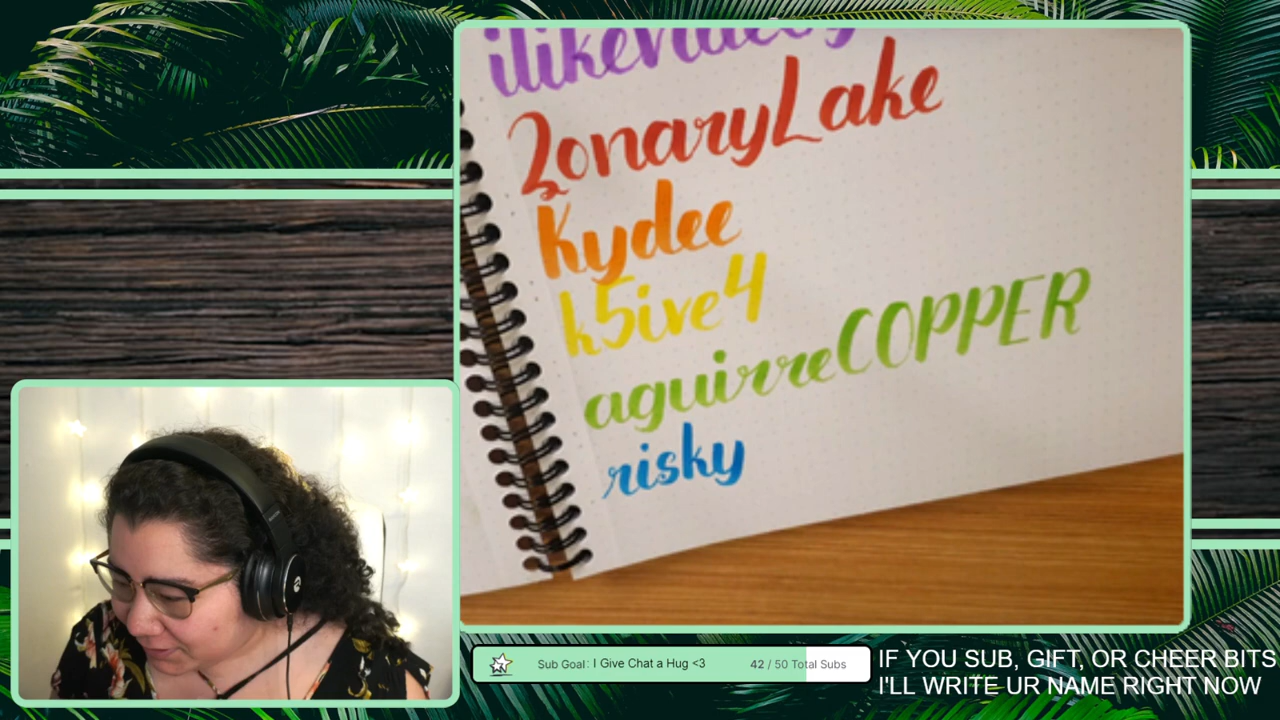 2onaryLake
Kydee
k5ive4
aguirreCOPPER
risky
Sub Goal: I Give Chat a Hug <3 42 / 50 Total Subs
IF YOU SUB, GIFT, OR CHEER BITS
I'LL WRITE UR NAME RIGHT NOW